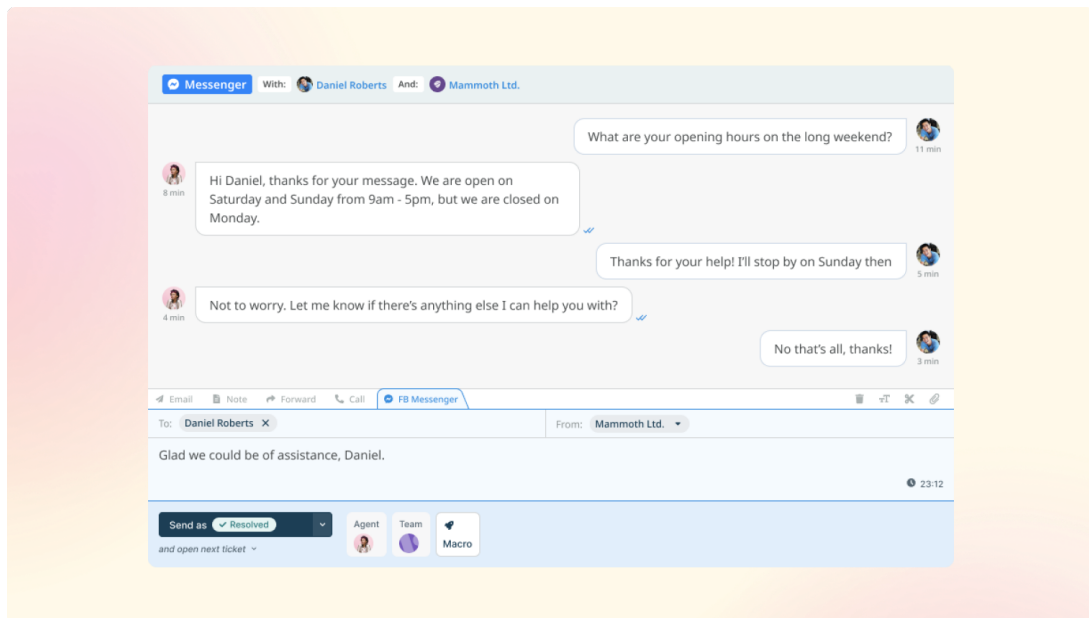 Messenger With: Daniel Roberts And: Mammoth Ltd.
What are your opening hours on the long weekend?
11 min
Hi Daniel, thanks for your message. We are open on
Saturday and Sunday from 9am - 5pm, but we are closed on
Monday.
8 min
Thanks for your help! I'll stop by on Sunday then
5 min
Not to worry. Let me know if there's anything else I can help you with?
4 min
No that's all, thanks!
3 min
Email Note Forward Call FB Messenger
To: Daniel Roberts From: Mammoth Ltd.
Glad we could be of assistance, Daniel.
23:12
Send as Resolved
and open next ticket
Agent
Team
Macro